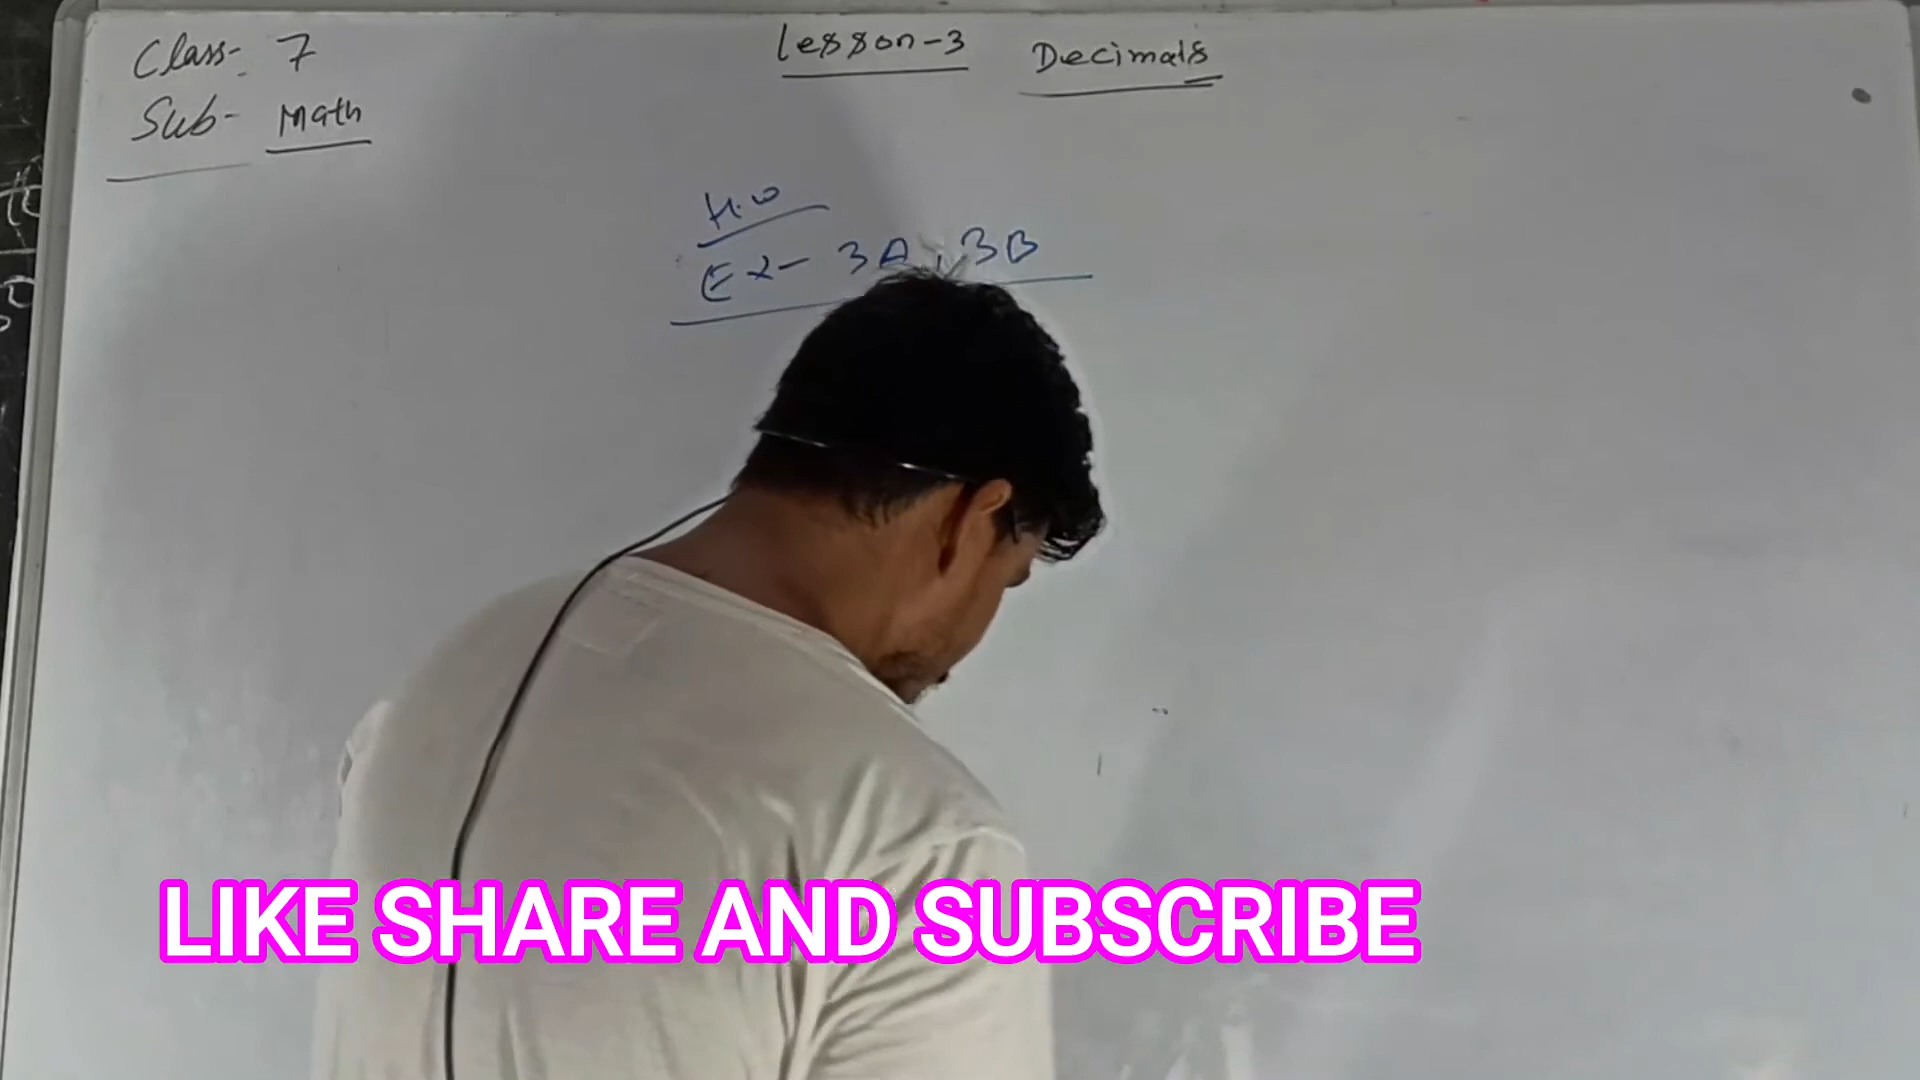 Class- 7
Sub- Math
Lesson-3 Decimals
H.W
Ex- 3A, 3B
LIKE SHARE AND SUBSCRIBE